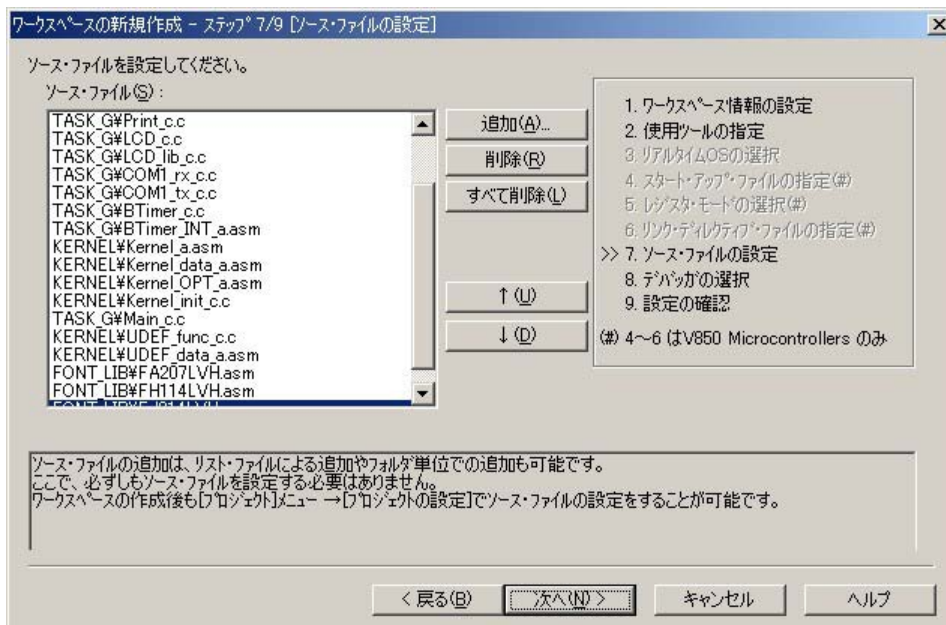 ワークスペースの新規作成 - ステップ 7/9 [ソース・ファイルの設定]
ソース・ファイルを設定してください。
ソース・ファイル(S) :
TASK_G¥Print_c.c
TASK_G¥LCD_c.c
TASK_G¥LCD_lib_c.c
TASK_G¥COM1_rx_c.c
TASK_G¥COM1_tx_c.c
TASK_G¥BTimer_c.c
TASK_G¥BTimer_INT_a.asm
KERNEL¥Kernel_a.asm
KERNEL¥Kernel_data_a.asm
KERNEL¥Kernel_OPT_a.asm
KERNEL¥Kernel_init_c.c
TASK_G¥Main_c.c
KERNEL¥UDEF_func_c.c
KERNEL¥UDEF_data_a.asm
FONT_LIB¥FA207LVH.asm
FONT_LIB¥FH114LVH.asm
追加(A)...
削除(R)
すべて削除(L)
↑(U)
↓(D)
1. ワークスペース情報の設定
2. 使用ツールの指定
3. リアルタイムOSの選択
4. スタート・アップ・ファイルの指定(#)
5. レジスタ・モードの選択(#)
6. リンク・ディレクティブ・ファイルの指定(#)
>> 7. ソース・ファイルの設定
8. デバッガの選択
9. 設定の確認
(#) 4～6 はV850 Microcontrollers のみ
ソース・ファイルの追加は、リスト・ファイルによる追加やフォルダ単位での追加も可能です。
ここで、必ずしもソース・ファイルを設定する必要はありません。
ワークスペースの作成後も[プロジェクト]メニュー →[プロジェクトの設定]でソース・ファイルの設定をすることが可能です。
< 戻る(B)
次へ(N) >
キャンセル
ヘルプ